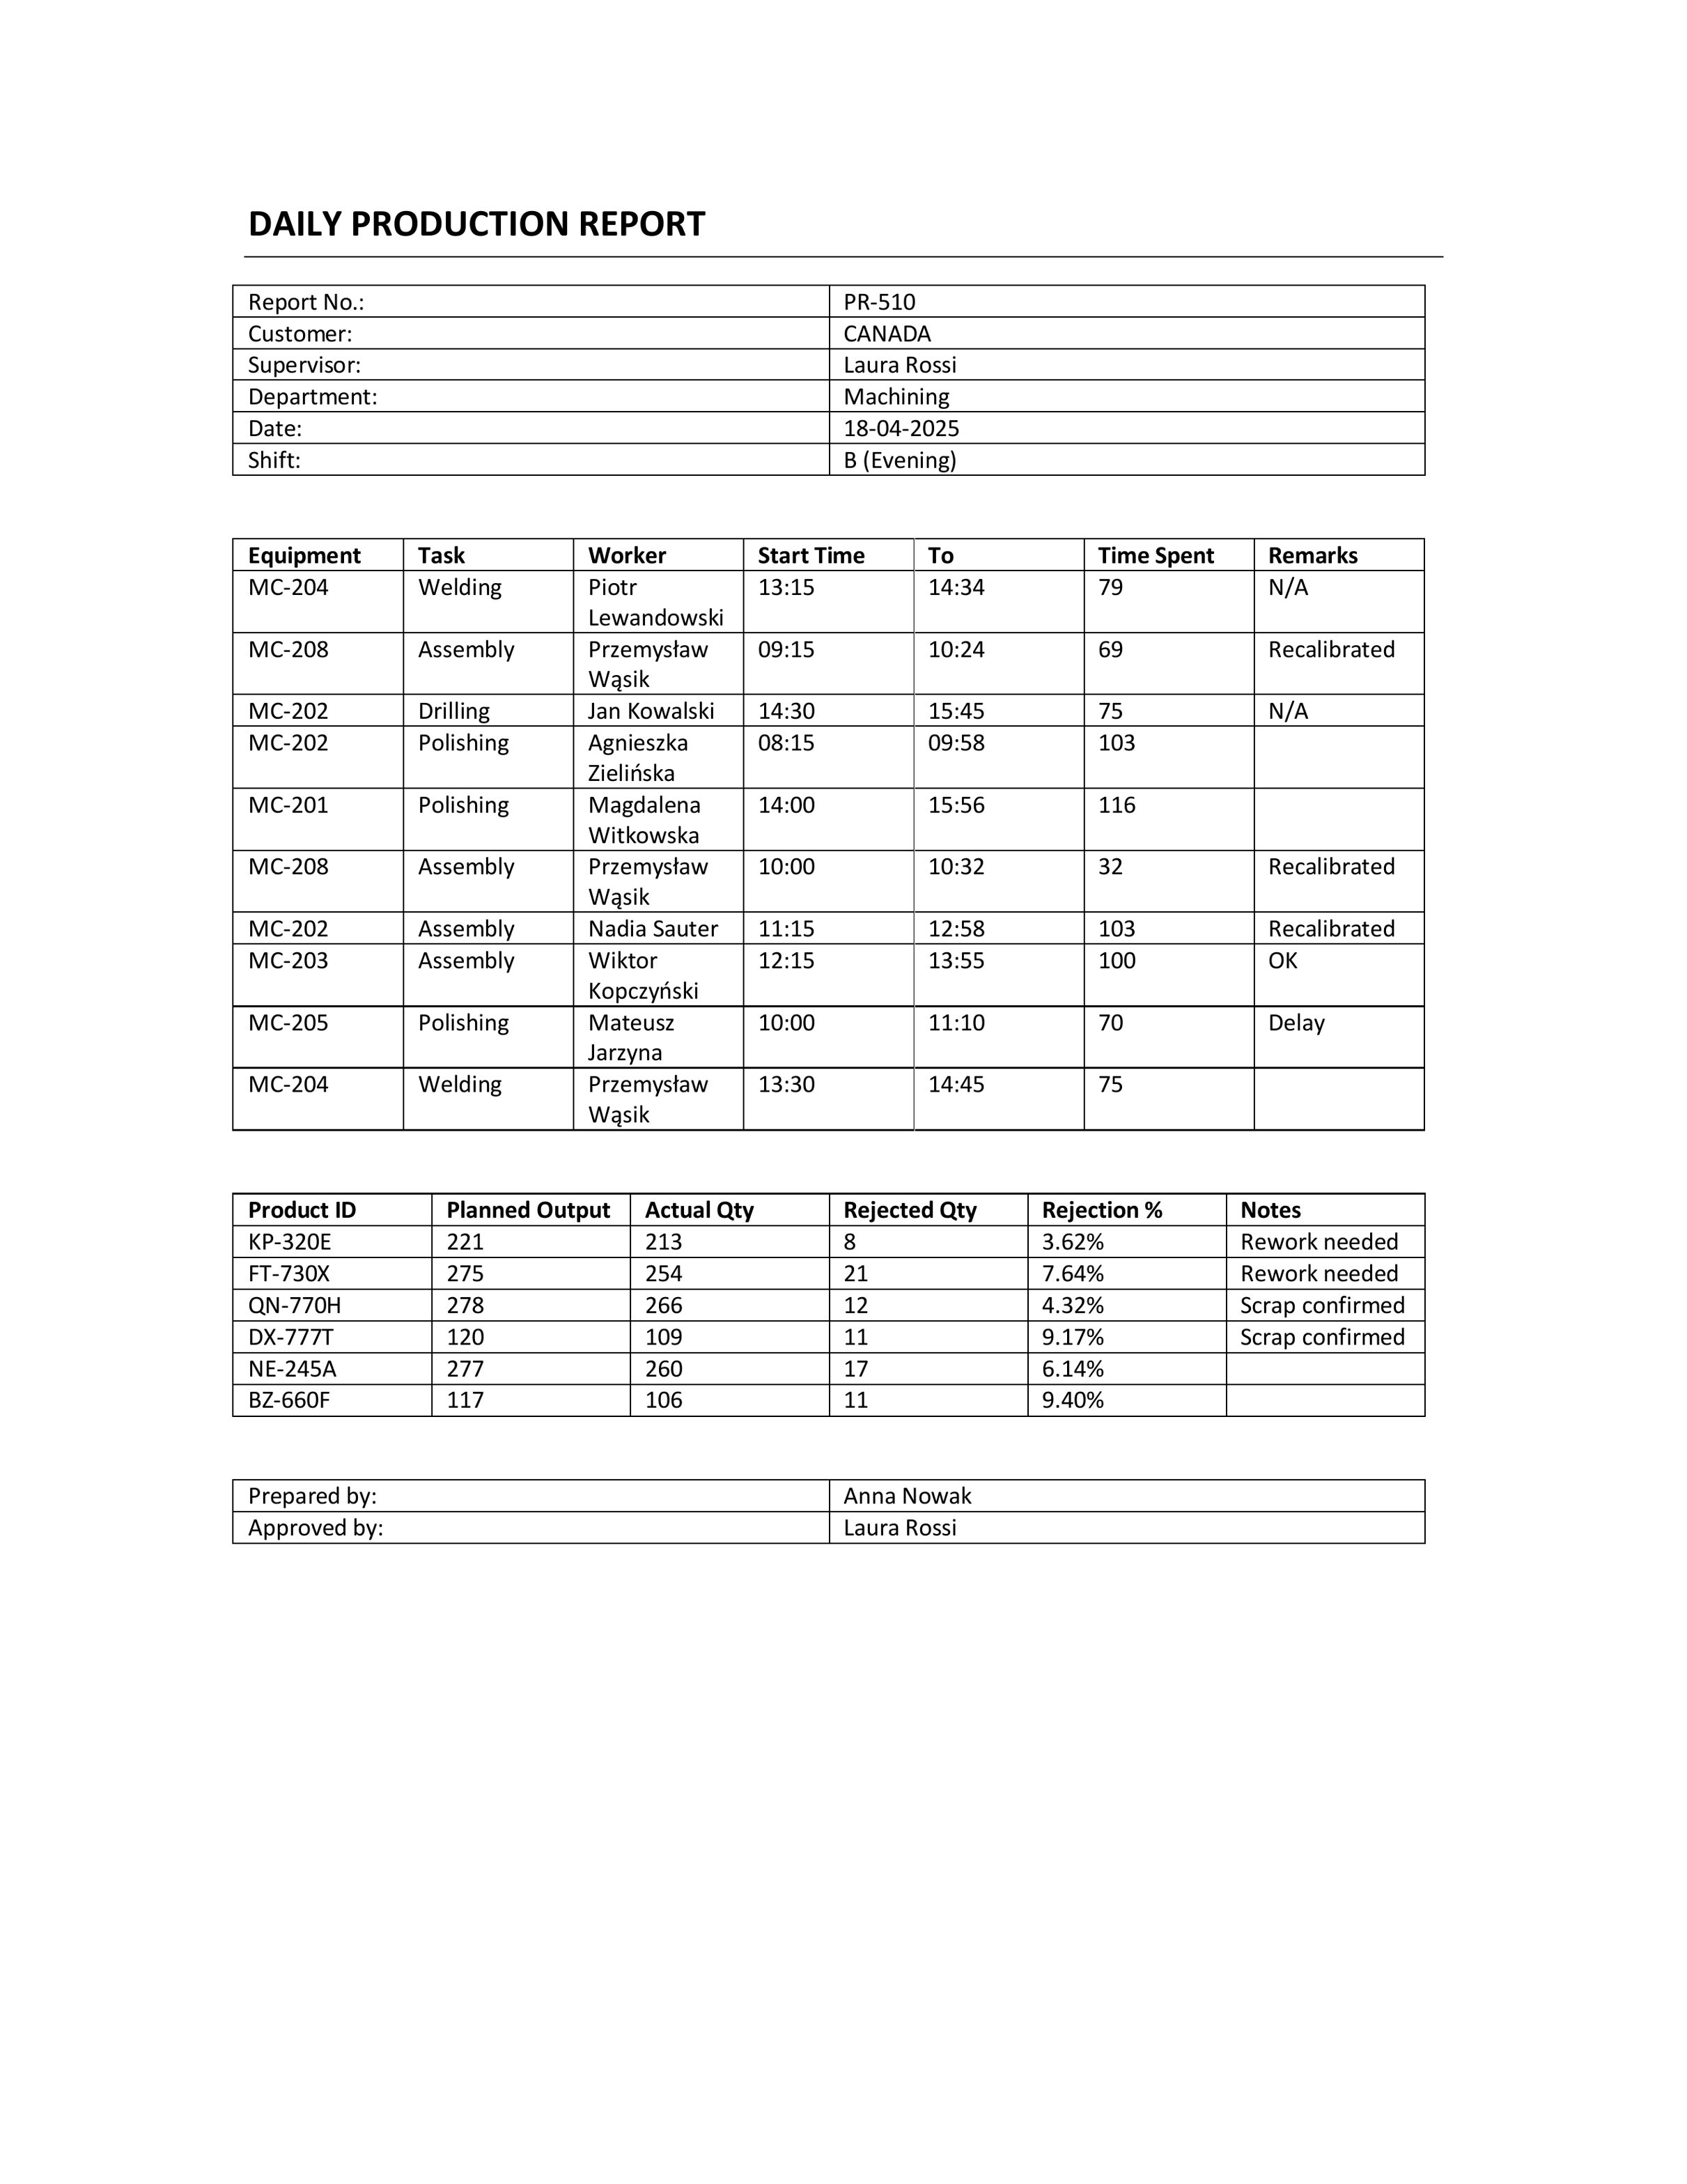 DAILY PRODUCTION REPORT
Report No.: PR-510
Customer: CANADA
Supervisor: Laura Rossi
Department: Machining
Date: 18-04-2025
Shift: B (Evening)
Equipment Task Worker Start Time To Time Spent Remarks
MC-204 Welding Piotr 13:15 14:34 79 N/A
Lewandowski
MC-208 Assembly Przemysław 09:15 10:24 69 Recalibrated
Wąsik
MC-202 Drilling Jan Kowalski 14:30 15:45 75 N/A
MC-202 Polishing Agnieszka 08:15 09:58 103
Zielińska
MC-201 Polishing Magdalena 14:00 15:56 116
Witkowska
MC-208 Assembly Przemysław 10:00 10:32 32 Recalibrated
Wąsik
MC-202 Assembly Nadia Sauter 11:15 12:58 103 Recalibrated
MC-203 Assembly Wiktor 12:15 13:55 100 OK
Kopczyński
MC-205 Polishing Mateusz 10:00 11:10 70 Delay
Jarzyna
MC-204 Welding Przemysław 13:30 14:45 75
Wąsik
Product ID Planned Output Actual Qty Rejected Qty Rejection % Notes
KP-320E 221 213 8 3.62% Rework needed
FT-730X 275 254 21 7.64% Rework needed
QN-770H 278 266 12 4.32% Scrap confirmed
DX-777T 120 109 11 9.17% Scrap confirmed
NE-245A 277 260 17 6.14%
BZ-660F 117 106 11 9.40%
Prepared by: Anna Nowak
Approved by: Laura Rossi